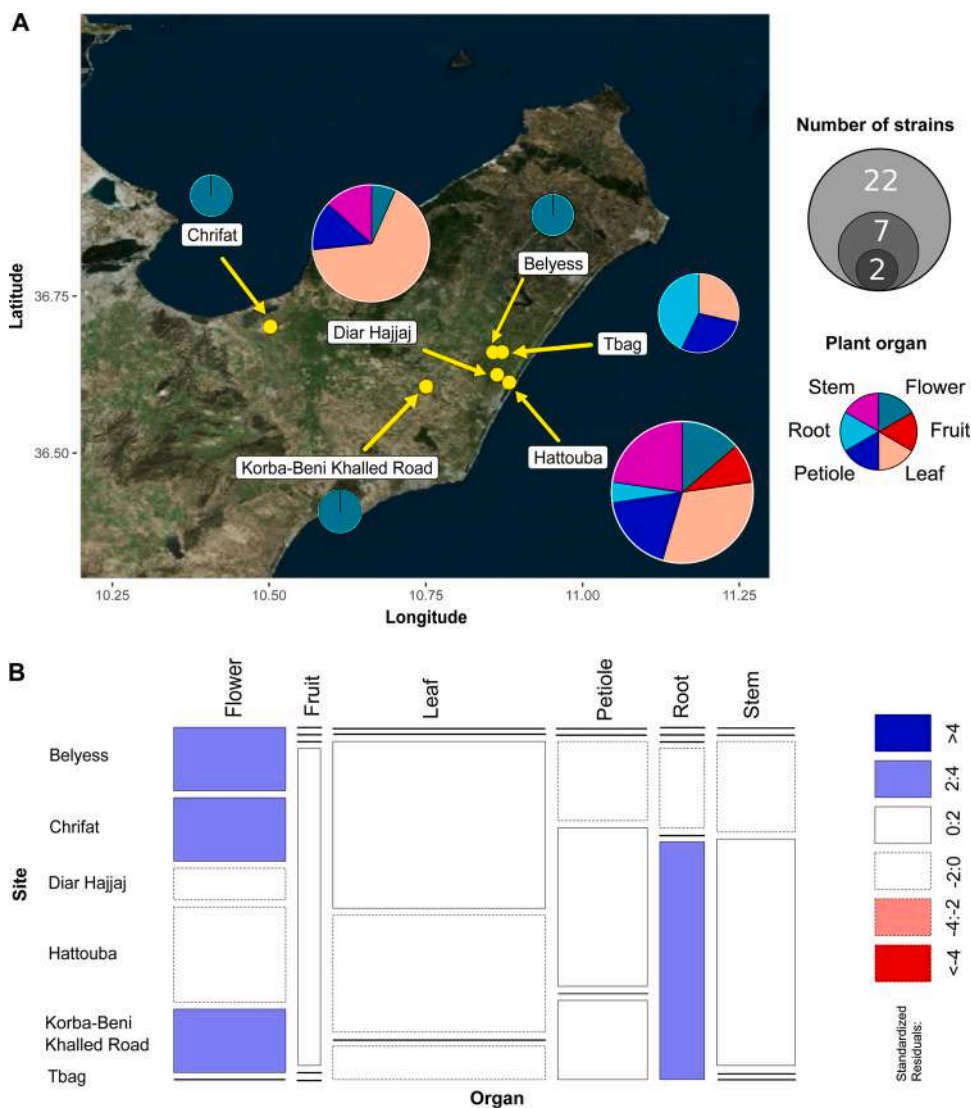 A
Number of strains
22
7
2
Chrifat
Belyess
Diar Hajjaj
Tbag
Korba-Beni Khalled Road
Hattouba
Latitude
36.75
36.50
10.25
10.50
10.75
11.00
11.25
Longitude
Plant organ
Stem
Flower
Root
Fruit
Petiole
Leaf
B
Flower
Fruit
Leaf
Petiole
Root
Stem
Site
Belyess
Chrifat
Diar Hajjaj
Hattouba
Korba-Beni
Khalled Road
Tbag
Organ
>4
2:4
0:2
-2:0
-4:-2
<-4
Standardized
Residuals: